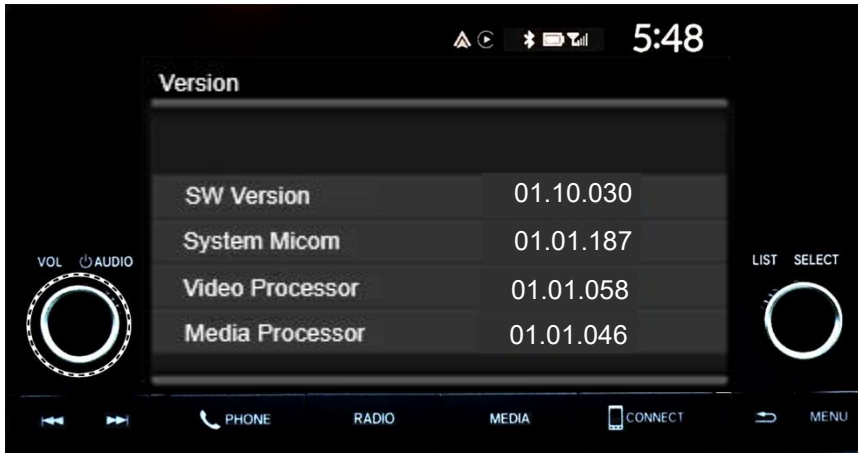 5:48
Version
SW Version 01.10.030
System Micom 01.01.187
VOL AUDIO LIST SELECT
Video Processor 01.01.058
Media Processor 01.01.046
PHONE RADIO MEDIA CONNECT MENU